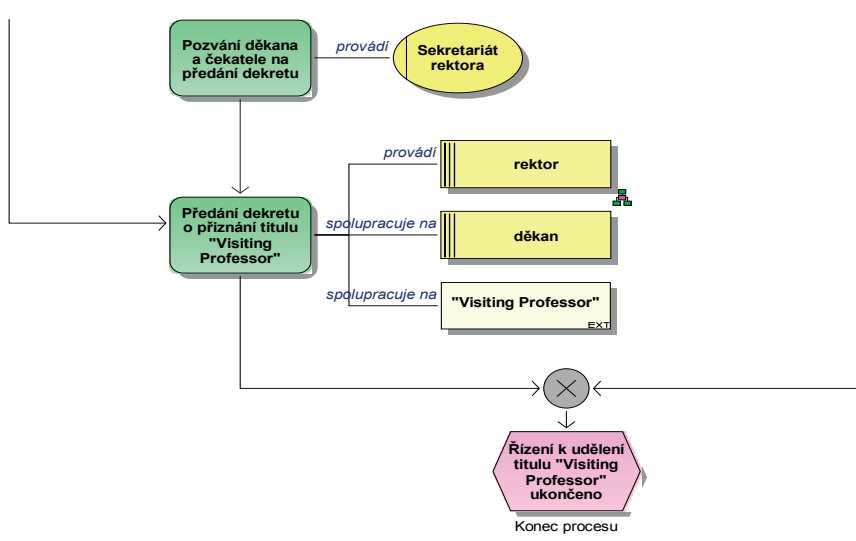 Pozvání děkana
a čekatele na
předání dekretu
provádí
Sekretariát
rektora
provádí
rektor
Předání dekretu
o přiznání titulu
"Visiting
Professor"
spolupracuje na
děkan
spolupracuje na
"Visiting Professor"
EXT
Řízení k udělení
titulu "Visiting
Professor"
ukončeno
Konec procesu